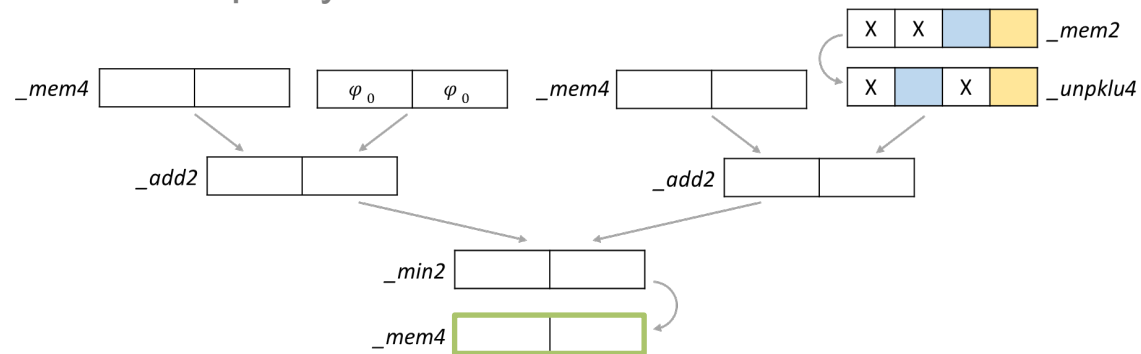 X X _mem2
_mem4 φ 0 φ 0 _mem4 X X _unpklu4
_add2 _add2
_min2
_mem4